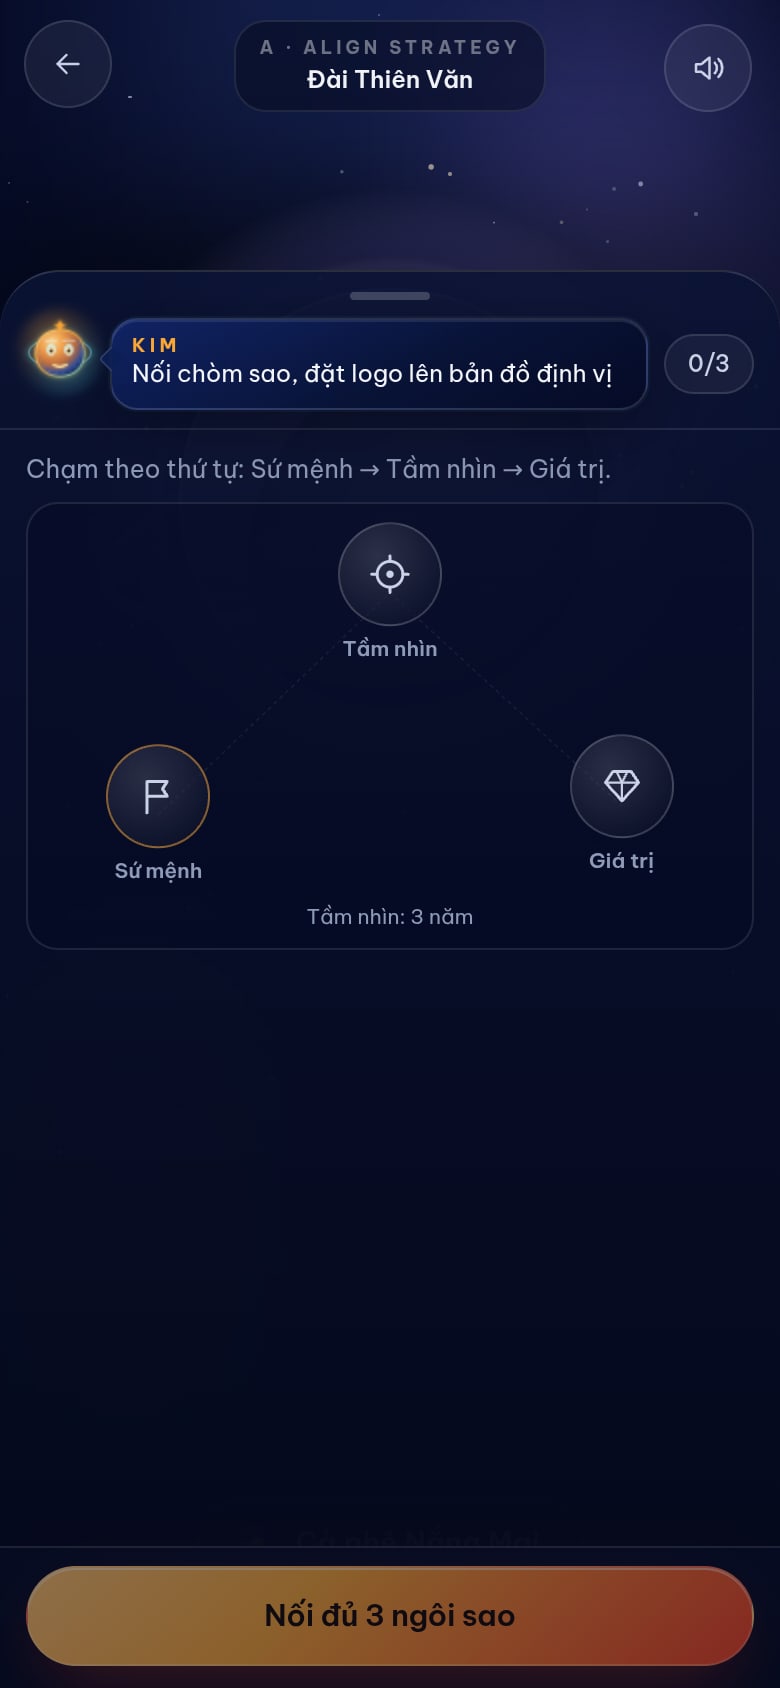 A · ALIGN STRATEGY
Đài Thiên Văn
KIM
Nối chòm sao, đặt logo lên bản đồ định vị
0/3
Chạm theo thứ tự: Sứ mệnh → Tầm nhìn → Giá trị.
Tầm nhìn
Sứ mệnh
Giá trị
Tầm nhìn: 3 năm
Nối đủ 3 ngôi sao